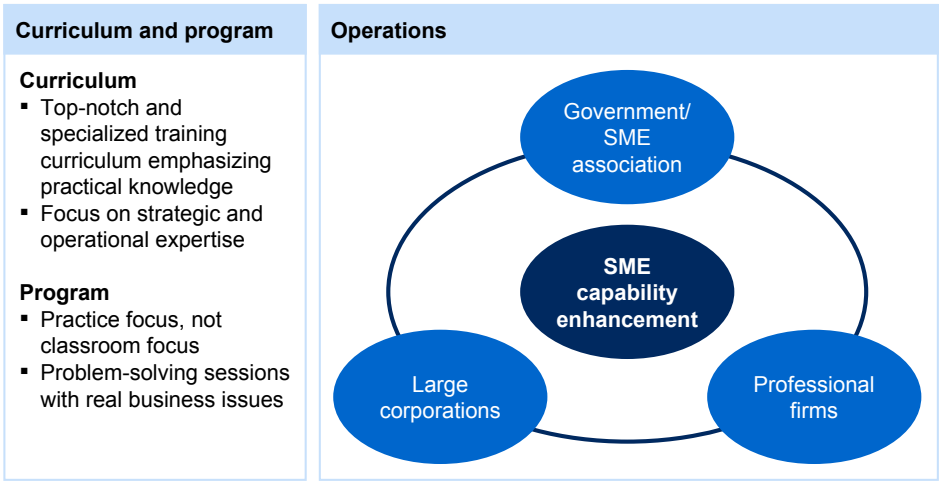 Curriculum and program
Curriculum
▪ Top-notch and
specialized training
curriculum emphasizing
practical knowledge
▪ Focus on strategic and
operational expertise
Program
▪ Practice focus, not
classroom focus
▪ Problem-solving sessions
with real business issues
Operations
Government/
SME
association
SME
capability
enhancement
Large
corporations
Professional
firms